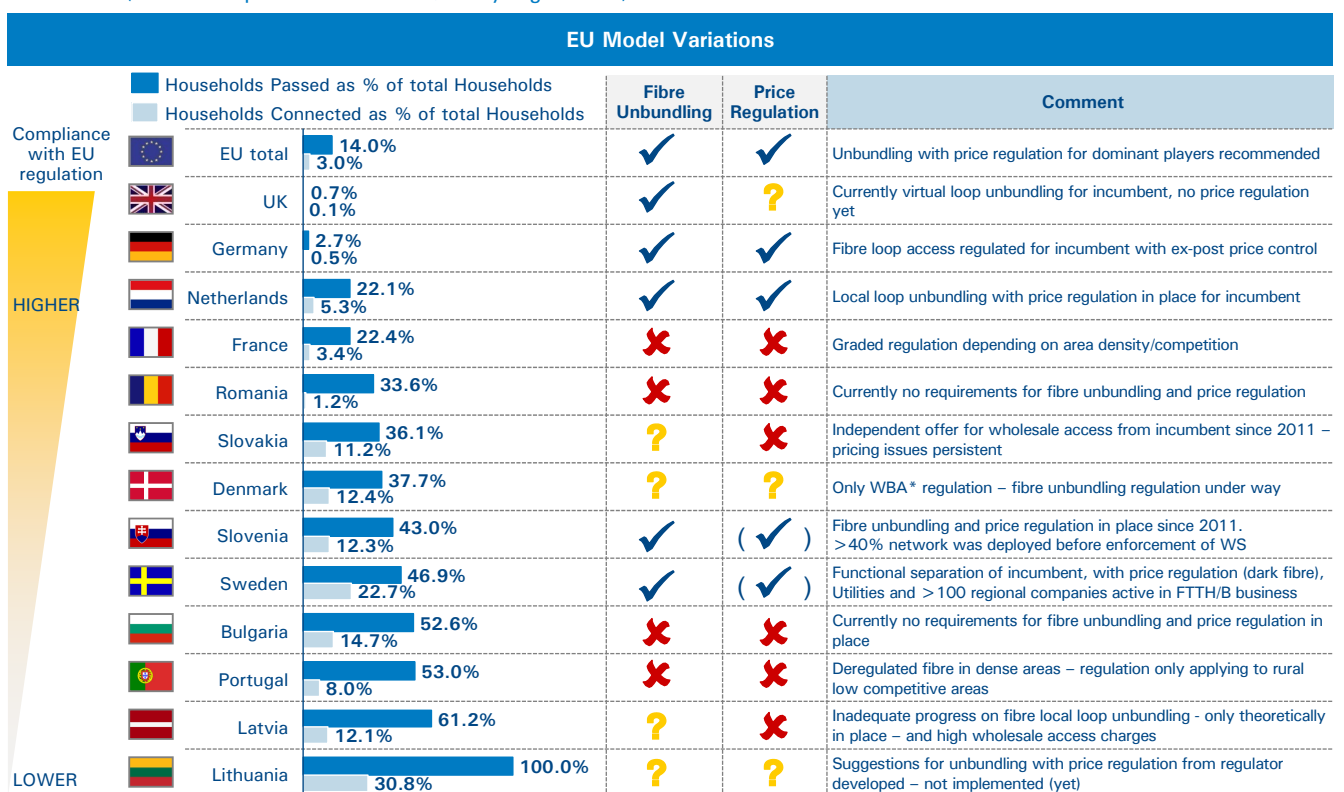 EU Model Variations
Households Passed as % of total Households
Households Connected as % of total Households
Fibre
Unbundling
Price
Regulation
Comment
Compliance
with EU
regulation
HIGHER
LOWER
EU total
14.0%
3.0%
Unbundling with price regulation for dominant players recommended
UK
0.7%
0.1%
?
Currently virtual loop unbundling for incumbent, no price regulation
yet
Germany
2.7%
0.5%
Fibre loop access regulated for incumbent with ex-post price control
Netherlands
22.1%
5.3%
Local loop unbundling with price regulation in place for incumbent
France
22.4%
3.4%
Graded regulation depending on area density/competition
Romania
33.6%
1.2%
Currently no requirements for fibre unbundling and price regulation
Slovakia
36.1%
11.2%
?
Independent offer for wholesale access from incumbent since 2011 –
pricing issues persistent
Denmark
37.7%
12.4%
?
?
Only WBA* regulation – fibre unbundling regulation under way
Slovenia
43.0%
12.3%
( )
Fibre unbundling and price regulation in place since 2011.
>40% network was deployed before enforcement of WS
Sweden
46.9%
22.7%
( )
Functional separation of incumbent, with price regulation (dark fibre),
Utilities and >100 regional companies active in FTTH/B business
Bulgaria
52.6%
14.7%
Currently no requirements for fibre unbundling and price regulation in
place
Portugal
53.0%
8.0%
Deregulated fibre in dense areas – regulation only applying to rural
low competitive areas
Latvia
61.2%
12.1%
?
Inadequate progress on fibre local loop unbundling - only theoretically
in place – and high wholesale access charges
Lithuania
100.0%
30.8%
?
?
Suggestions for unbundling with price regulation from regulator
developed – not implemented (yet)